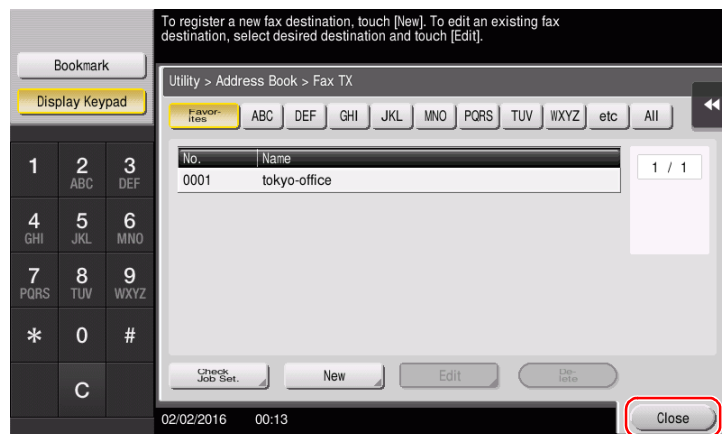 To register a new fax destination, touch [New]. To edit an existing fax
destination, select desired destination and touch [Edit].
Bookmark
Display Keypad
Utility > Address Book > Fax TX
Favor-
ites
ABC
DEF
GHI
JKL
MNO
PQRS
TUV
WXYZ
etc
All
No.
Name
0001
tokyo-office
1 / 1
1
2
ABC
3
DEF
4
GHI
5
JKL
6
MNO
7
PQRS
8
TUV
9
WXYZ
*
0
#
C
Check
Job Set.
New
Edit
De-
lete
02/02/2016
00:13
Close